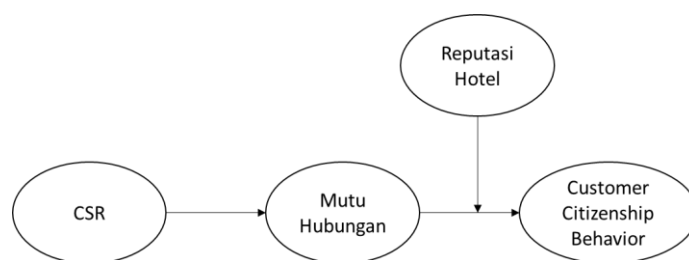 Reputasi
Hotel
CSR
Mutu
Hubungan
Customer
Citizenship
Behavior